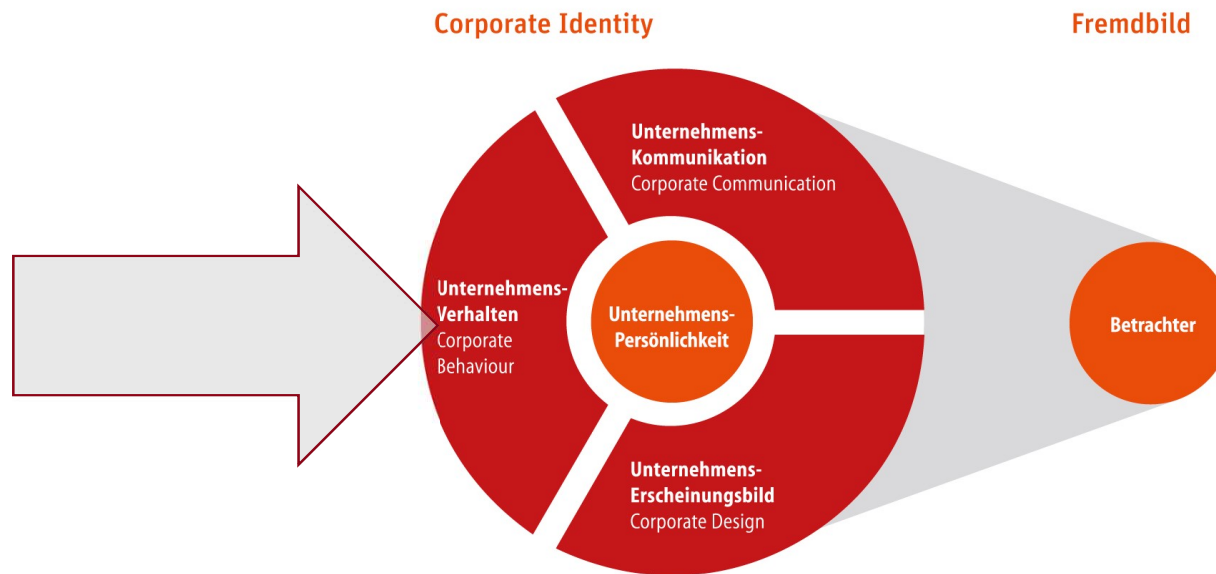 Corporate Identity
Fremdbild
Unternehmens-
Kommunikation
Corporate Communication
Unternehmens-
Verhalten
Corporate
Behaviour
Unternehmens-
Persönlichkeit
Betrachter
Unternehmens-
Erscheinungsbild
Corporate Design